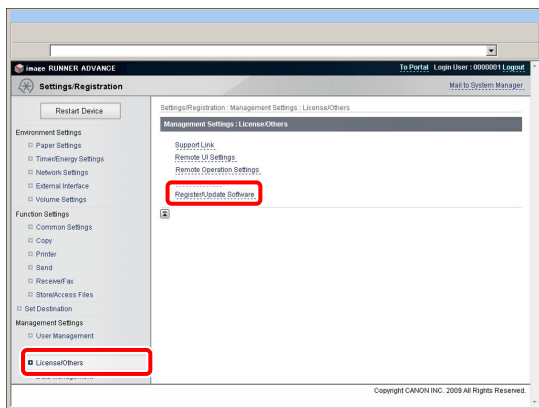 image RUNNER ADVANCE
To Portal Login User : 0000001 Logout
Settings/Registration
Mail to System Manager
Restart Device
Settings/Registration : Management Settings : License/Others
Management Settings : License/Others
Environment Settings
Paper Settings
Timer/Energy Settings
Network Settings
External Interface
Volume Settings
Function Settings
Common Settings
Copy
Printer
Send
Receive/Fax
Store/Access Files
Set Destination
Management Settings
User Management
License/Others
Data Management
Support Link
Remote UI Settings
Remote Operation Settings
Register/Update Software
Copyright CANON INC. 2009 All Rights Reserved.